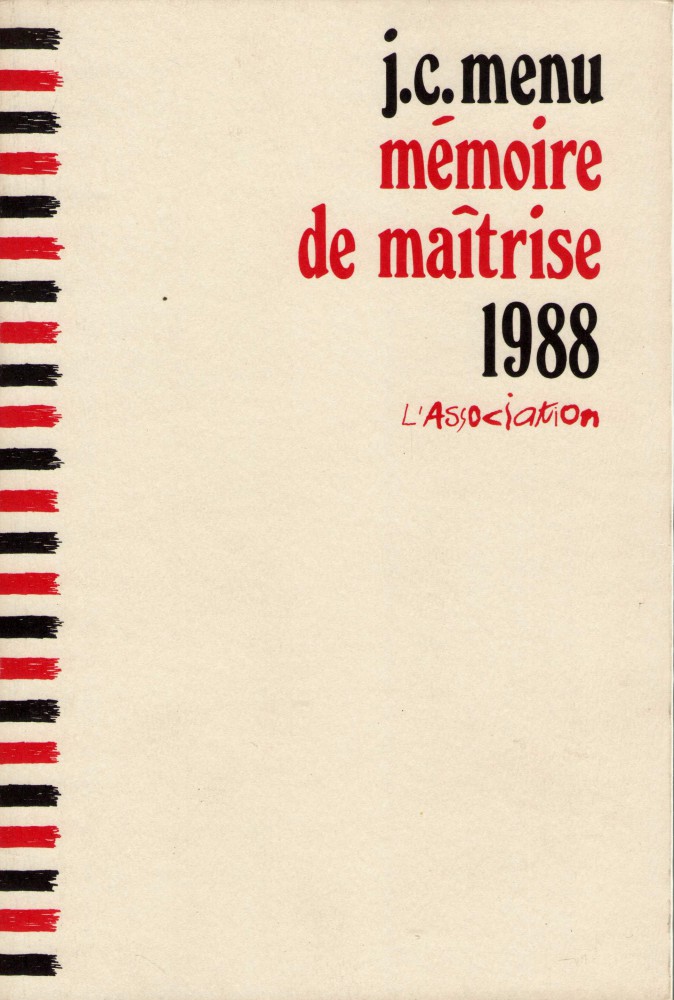 j.c. menu
mémoire
de maîtrise
1988
L'Association